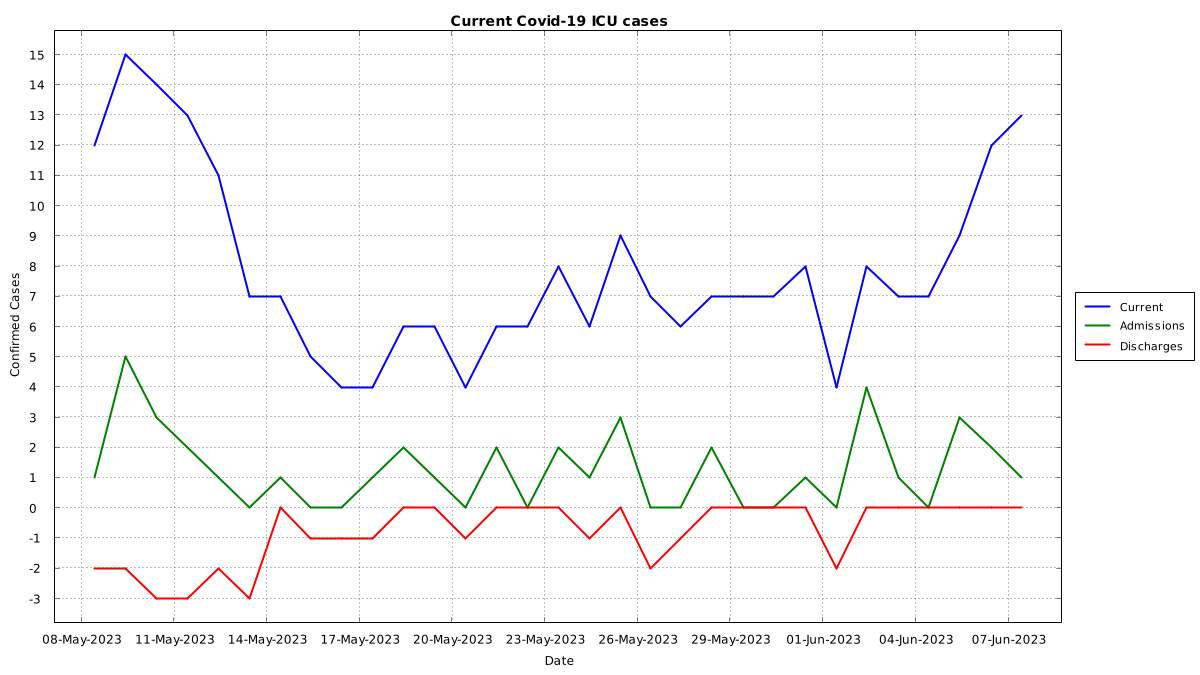 Current Covid-19 ICU cases
15
14
13
12
11
10
9
8
7
6
5
4
3
2
1
0
-1
-2
-3
Confirmed Cases
08-May-2023 11-May-2023 14-May-2023 17-May-2023 20-May-2023 23-May-2023 26-May-2023 29-May-2023 01-Jun-2023 04-Jun-2023 07-Jun-2023
Date
Current
Admissions
Discharges